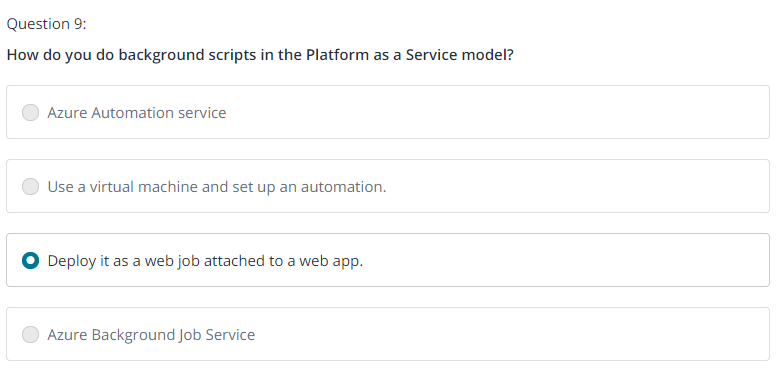 Question 9:
How do you do background scripts in the Platform as a Service model?
Azure Automation service
Use a virtual machine and set up an automation.
Deploy it as a web job attached to a web app.
Azure Background Job Service